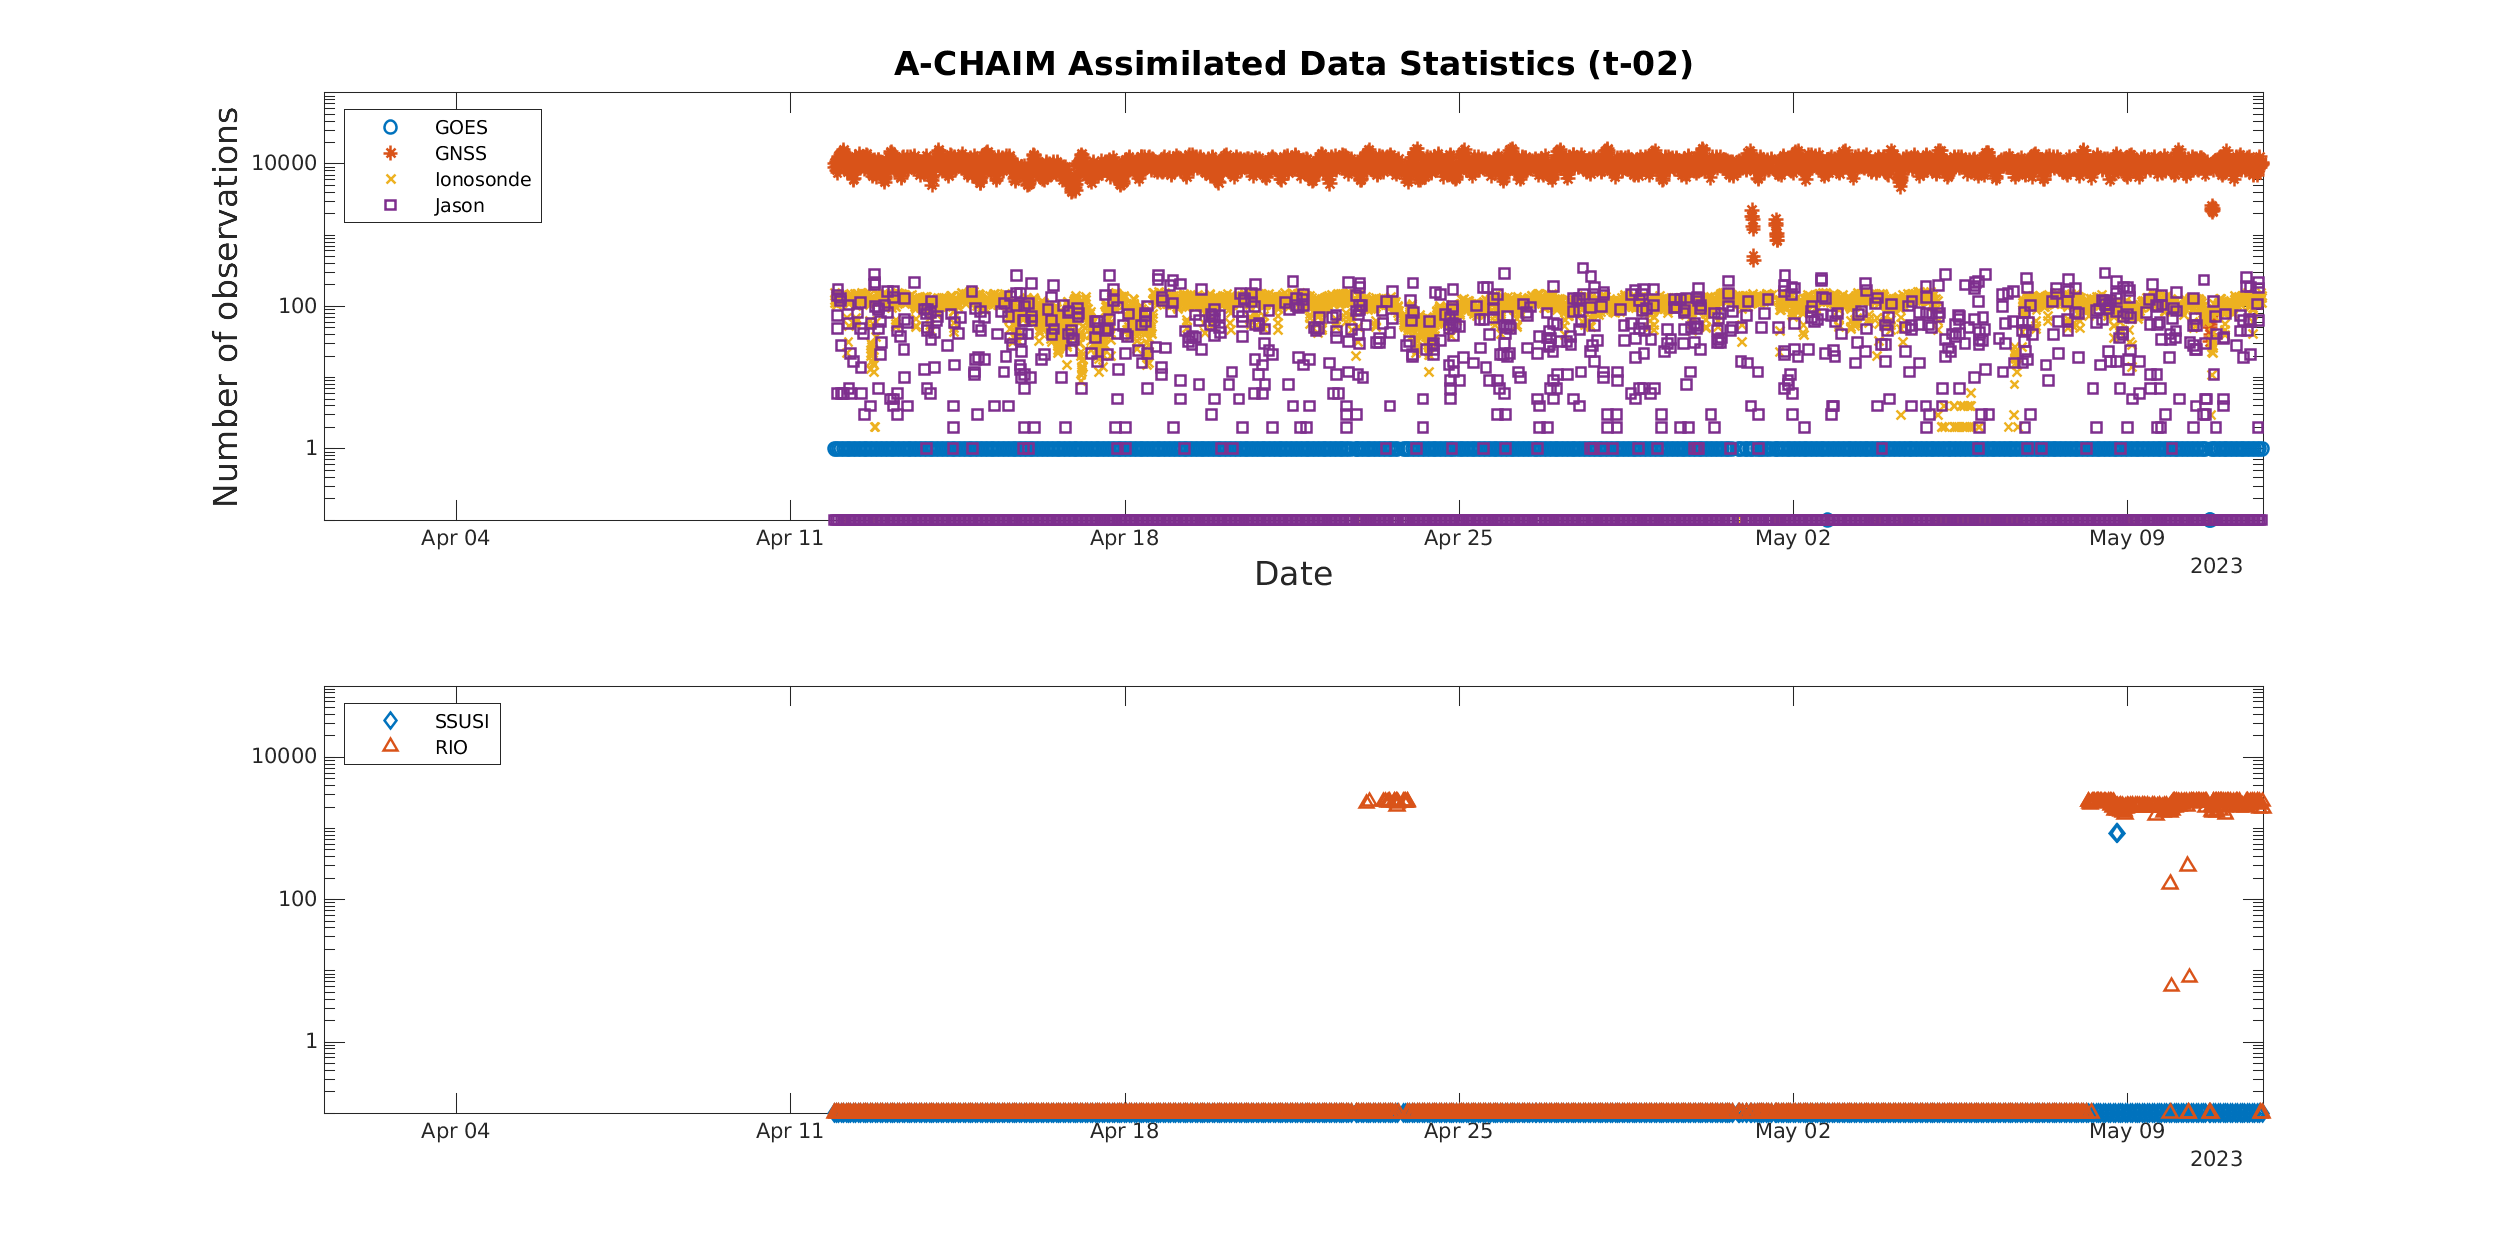 A-CHAIM Assimilated Data Statistics (t-02)
Number of observations
10000
100
1
GOES
GNSS
Ionosonde
Jason
Apr 04
Apr 11
Apr 18
Apr 25
May 02
May 09
2023
Date
10000
100
1
SSUSI
RIO
Apr 04
Apr 11
Apr 18
Apr 25
May 02
May 09
2023